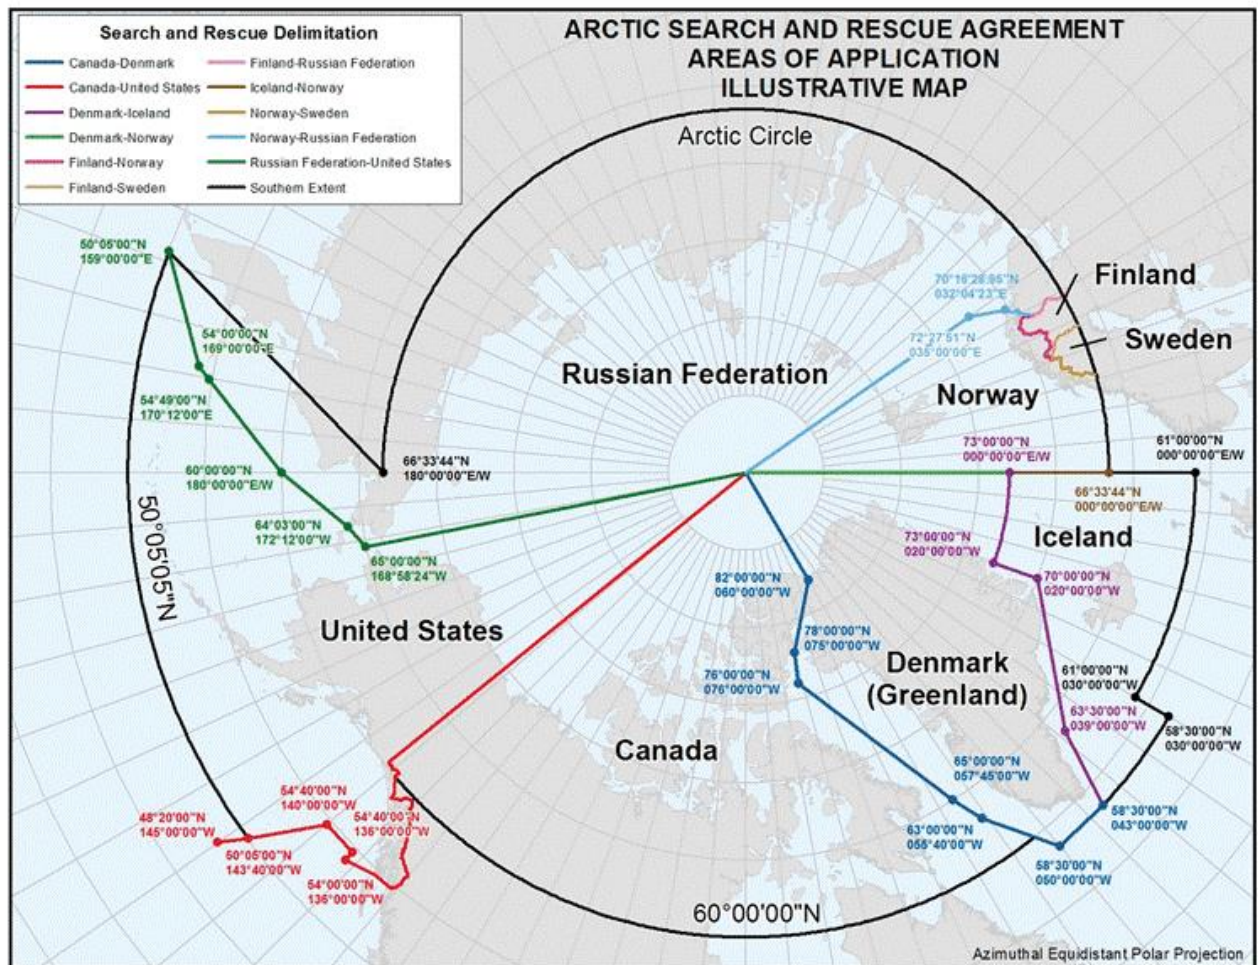 ARCTIC SEARCH AND RESCUE AGREEMENT
AREAS OF APPLICATION
ILLUSTRATIVE MAP
Search and Rescue Delimitation
Canada-Denmark
Canada-United States
Denmark-Iceland
Denmark-Norway
Finland-Norway
Finland-Sweden
Finland-Russian Federation
Iceland-Norway
Norway-Sweden
Norway-Russian Federation
Russian Federation-United States
Southern Extent
Arctic Circle
50°05'00"N
159°00'00"E
54°00'00"N
169°00'00"E
54°49'00"N
170°12'00"E
60°00'00"N
180°00'00"E/W
64°03'00"N
172°12'00"W
65°00'00"N
168°58'24"W
66°33'44"N
180°00'00"E/W
70°16'28.95"N
032°04'23"E
72°27'51"N
035°00'00"E
Finland
Sweden
Norway
Russian Federation
73°00'00"N
000°00'00"E/W
61°00'00"N
000°00'00"E/W
66°33'44"N
000°00'00"E/W
Iceland
73°00'00"N
020°00'00"W
70°00'00"N
020°00'00"W
82°00'00"N
060°00'00"W
78°00'00"N
075°00'00"W
76°00'00"N
076°00'00"W
United States
Denmark
(Greenland)
61°00'00"N
030°00'00"W
63°30'00"N
039°00'00"W
58°30'00"N
030°00'00"W
Canada
65°00'00"N
057°45'00"W
63°00'00"N
055°40'00"W
58°30'00"N
043°00'00"W
58°30'00"N
050°00'00"W
50°05'05"N
54°40'00"N
140°00'00"W
54°40'00"N
136°00'00"W
48°20'00"N
145°00'00"W
50°05'00"N
143°40'00"W
54°00'00"N
136°00'00"W
60°00'00"N
Azimuthal Equidistant Polar Projection